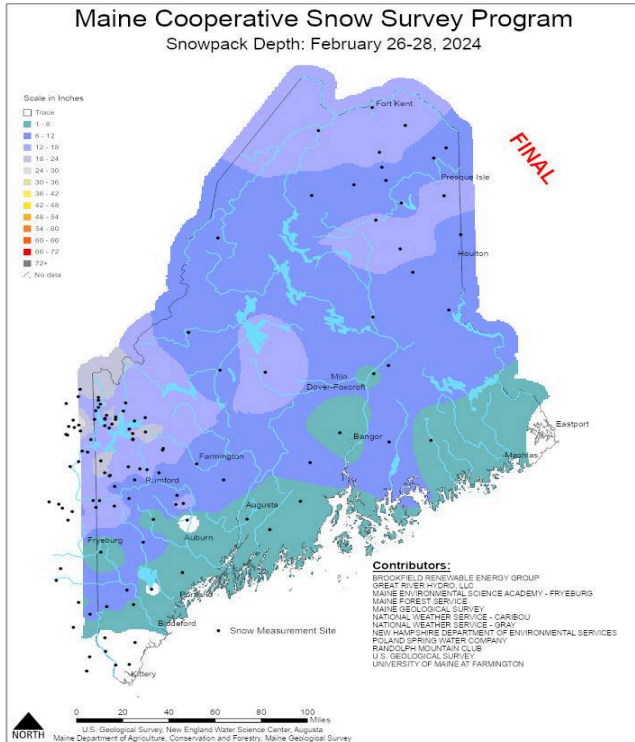 Maine Cooperative Snow Survey Program
Snowpack Depth: February 26-28, 2024
Scale in Inches
Trace
1 - 6
6 - 12
12 - 18
18 - 24
24 - 30
30 - 36
36 - 42
42 - 48
48 - 54
54 - 60
60 - 66
66 - 72
72+
No data
FINAL
Fort Kent
Presque Isle
Houlton
Milo
Dover-Foxcroft
Bangor
Eastport
Machias
Farmington
Rumford
Augusta
Auburn
Fryeburg
Portland
Biddeford
Kittery
Snow Measurement Site
Contributors:
BROOKFIELD RENEWABLE ENERGY GROUP
GREAT RIVER HYDRO, LLC
MAINE ENVIRONMENTAL SCIENCE ACADEMY - FRYEBURG
MAINE FOREST SERVICE
MAINE GEOLOGICAL SURVEY
NATIONAL WEATHER SERVICE - CARIBOU
NATIONAL WEATHER SERVICE - GRAY
NEW HAMPSHIRE DEPARTMENT OF ENVIRONMENTAL SERVICES
POLAND SPRING WATER COMPANY
RANDOLPH MOUNTAIN CLUB
U.S. GEOLOGICAL SURVEY
UNIVERSITY OF MAINE AT FARMINGTON
0 20 40 60 80 100
Miles
NORTH
U.S. Geological Survey, New England Water Science Center, Augusta
Maine Department of Agriculture, Conservation and Forestry, Maine Geological Survey